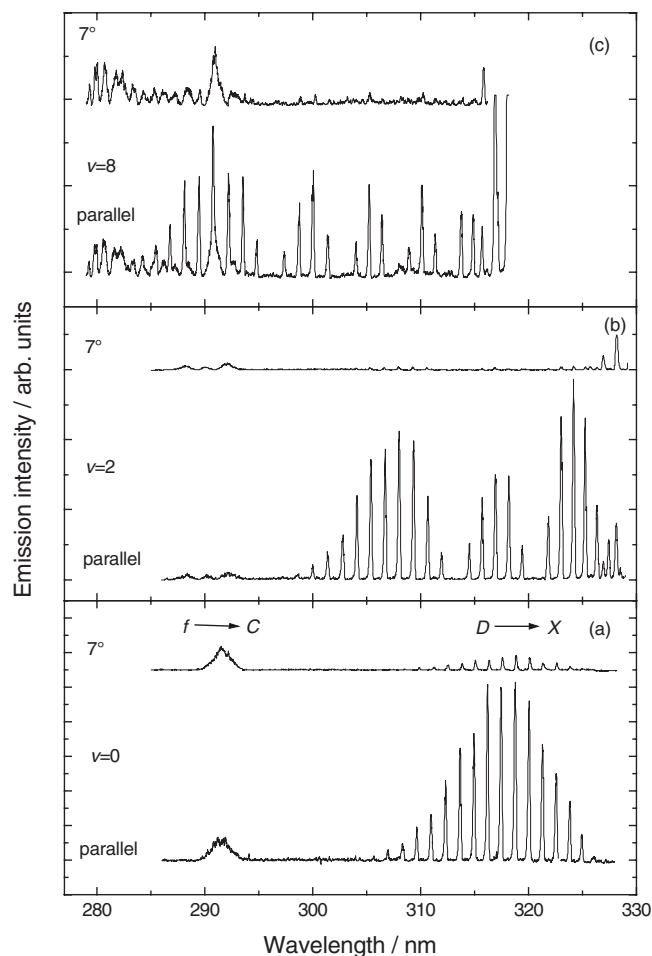 7°
(c)
v=8
parallel
(b)
7°
v=2
parallel
f C
D X
(a)
7°
v=0
parallel
280 290 300 310 320 330
Wavelength / nm
Emission intensity / arb. units